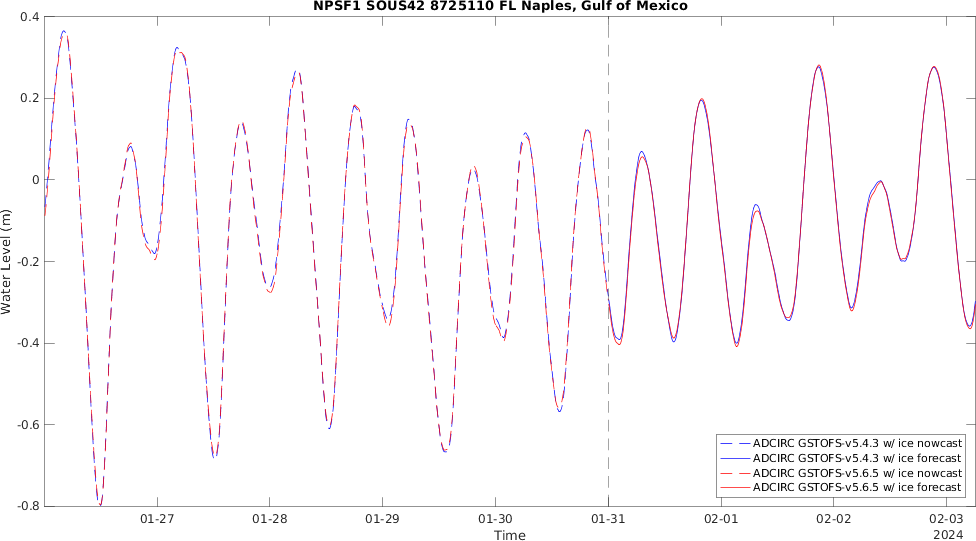 NPSF1 SOUS42 8725110 FL Naples, Gulf of Mexico
0.4
0.2
0
-0.2
-0.4
-0.6
-0.8
Water Level (m)
ADCIRC GSTOFS-v5.4.3 w/ ice nowcast
ADCIRC GSTOFS-v5.4.3 w/ ice forecast
ADCIRC GSTOFS-v5.6.5 w/ ice nowcast
ADCIRC GSTOFS-v5.6.5 w/ ice forecast
01-27 01-28 01-29 01-30 01-31 02-01 02-02 02-03
Time
2024